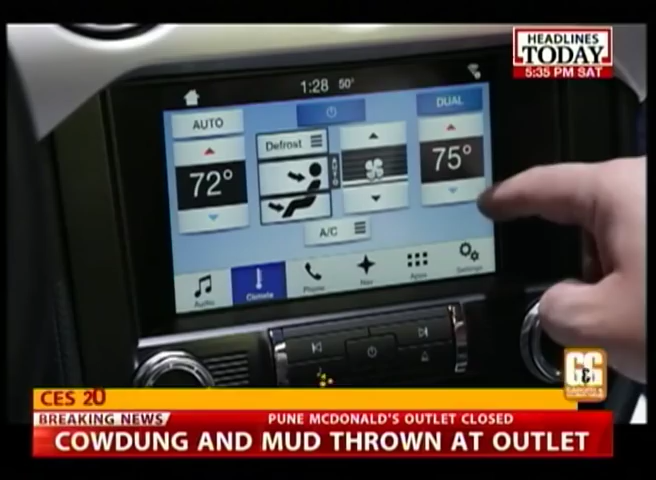 HEADLINES
TODAY
5:35 PM SAT
1:28 50°
AUTO
DUAL
Defrost
72°
AUTO
75°
A/C
Audio
Climate
Phone
Nav
Apps
Settings
G&G
CES 20
BREAKING NEWS
PUNE MCDONALD'S OUTLET CLOSED
COWDUNG AND MUD THROWN AT OUTLET